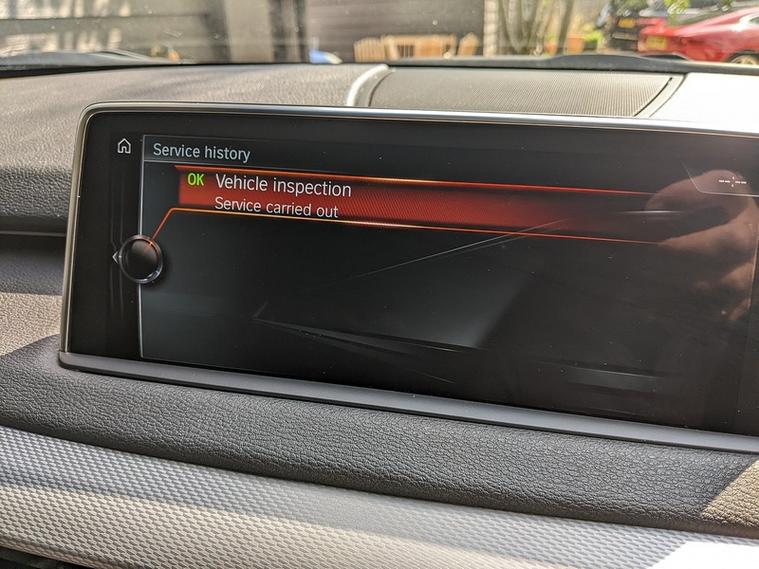 Service history
OK Vehicle inspection
Service carried out